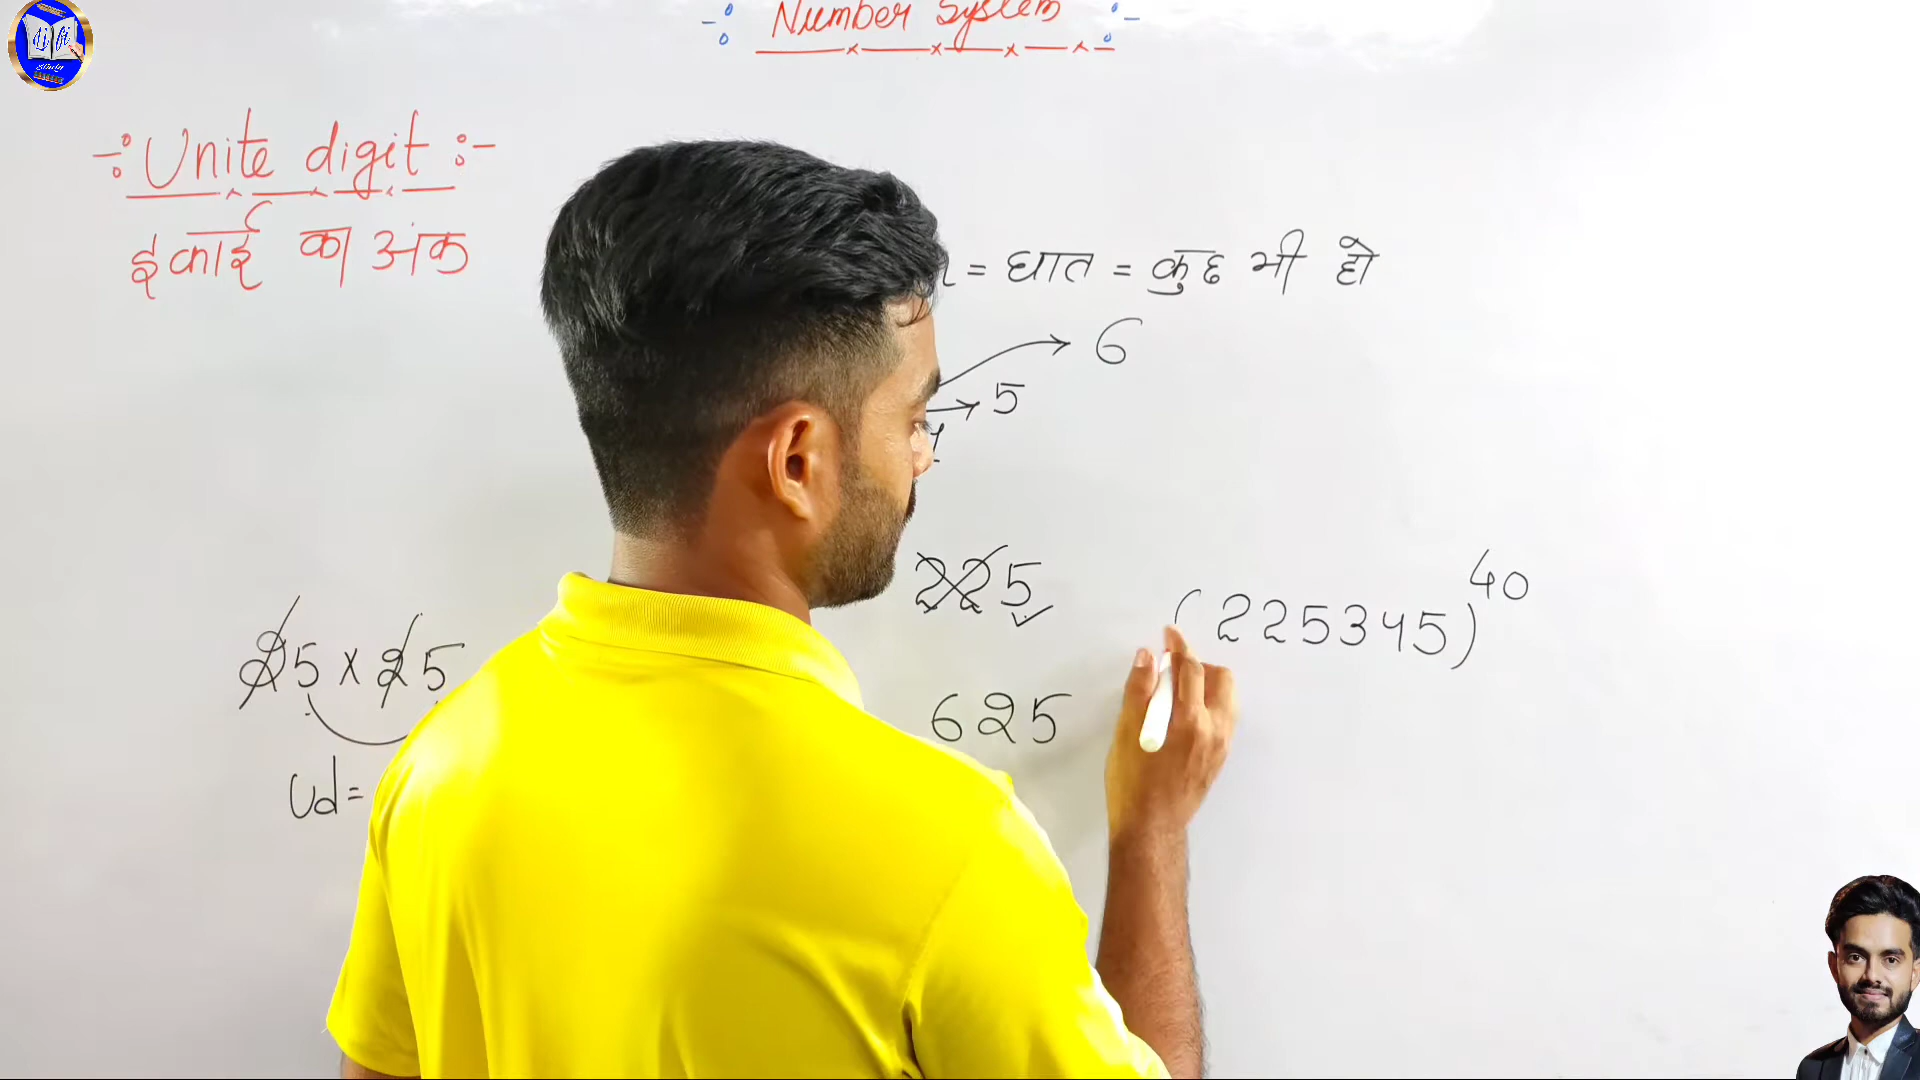 -: Number System :-
-: Unite digit :-
इकाई का अंक
= घात = कुछ भी हो
6
5
225
(225345)^40
25 x 25
625
Ud=